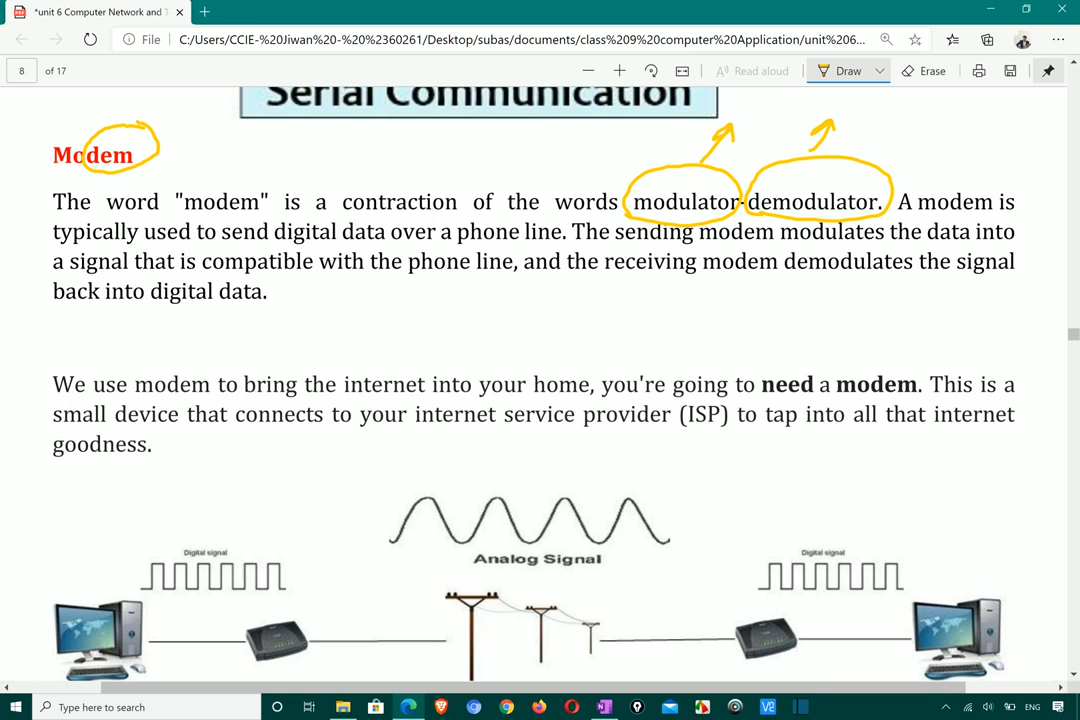 *unit 6 Computer Network and T
File
C:/Users/CCIE-%20Jiwan%20-%20%2360261/Desktop/subas/documents/class%209%20computer%20Application/unit%206...
8 of 17
Read aloud
Draw
Erase
Serial Communication
Modem
The word "modem" is a contraction of the words modulator-demodulator. A modem is
typically used to send digital data over a phone line. The sending modem modulates the data into
a signal that is compatible with the phone line, and the receiving modem demodulates the signal
back into digital data.
We use modem to bring the internet into your home, you're going to need a modem. This is a
small device that connects to your internet service provider (ISP) to tap into all that internet
goodness.
Analog Signal
Digital signal
Digital signal
Type here to search
ENG